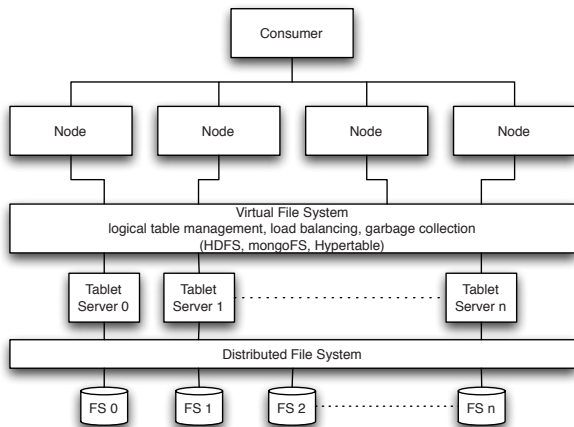 Consumer
Node
Node
Node
Node
Virtual File System
logical table management, load balancing, garbage collection
(HDFS, mongoFS, Hypertable)
Tablet
Server 0
Tablet
Server 1
Tablet
Server n
Distributed File System
FS 0
FS 1
FS 2
FS n